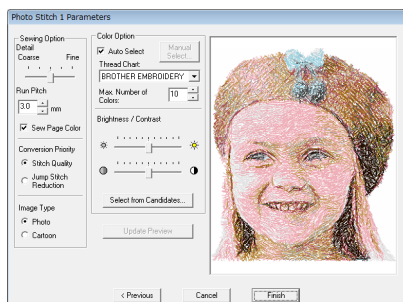 Photo Stitch 1 Parameters
Sewing Option
Detail
Coarse Fine
Run Pitch
3.0 mm
Sew Page Color
Conversion Priority
Stitch Quality
Jump Stitch
Reduction
Image Type
Photo
Cartoon
Color Option
Auto Select
Manual
Select...
Thread Chart:
BROTHER EMBROIDERY
Max. Number of
Colors:
10
Brightness / Contrast
Select from Candidates...
Update Preview
< Previous
Cancel
Finish